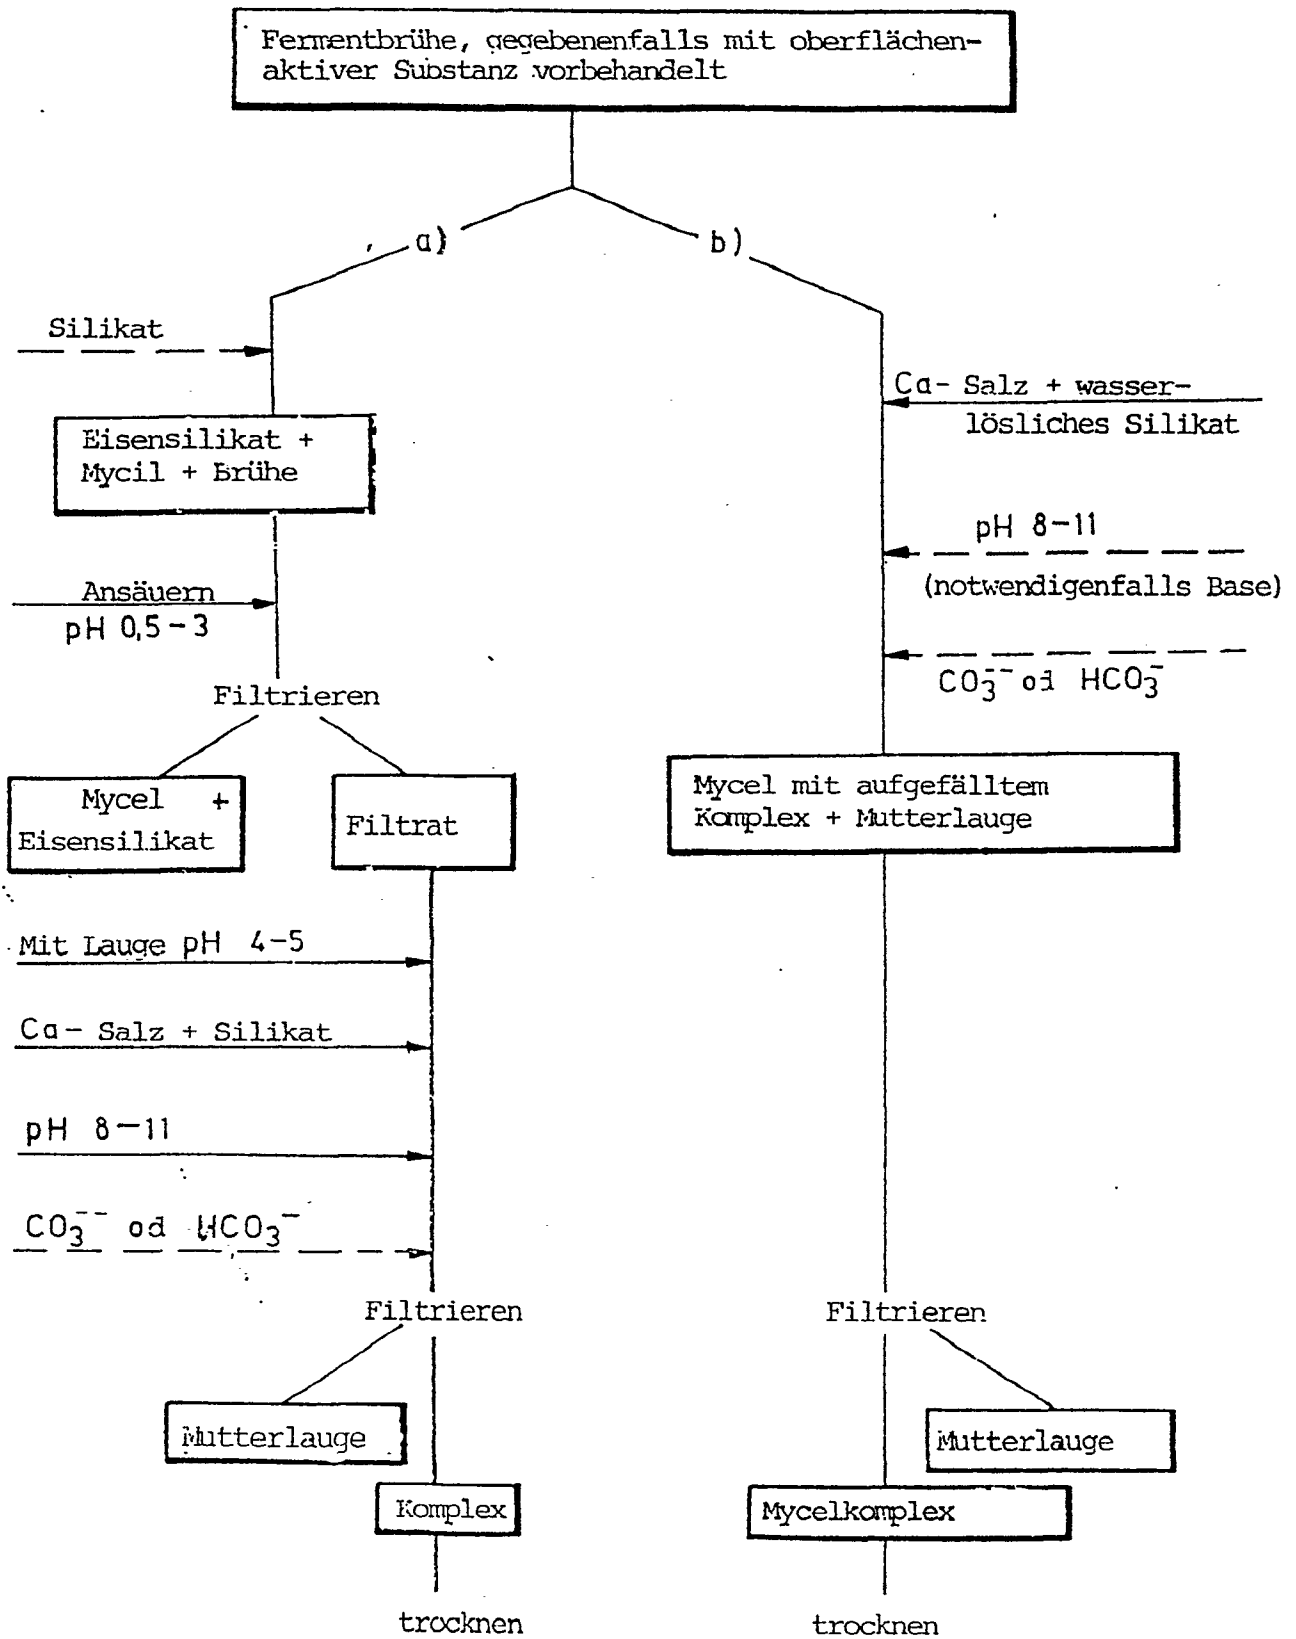 Fermentbrühe, gegebenenfalls mit oberflächen-
aktiver Substanz vorbehandelt
a)
b)
Silikat
Eisensilikat +
Mycil + Brühe
Ansäuern
pH 0,5-3
Filtrieren
Mycel +
Eisensilikat
Filtrat
Mit Lauge pH 4-5
Ca- Salz + Silikat
pH 8-11
CO₃⁻⁻ od HCO₃⁻
Filtrieren
Mutterlauge
Komplex
trocknen
Ca- Salz + wasser-
lösliches Silikat
pH 8-11
(notwendigenfalls Base)
CO₃⁻⁻ od HCO₃⁻
Mycel mit aufgefälltem
Komplex + Mutterlauge
Filtrieren
Mutterlauge
Mycelkomplex
trocknen